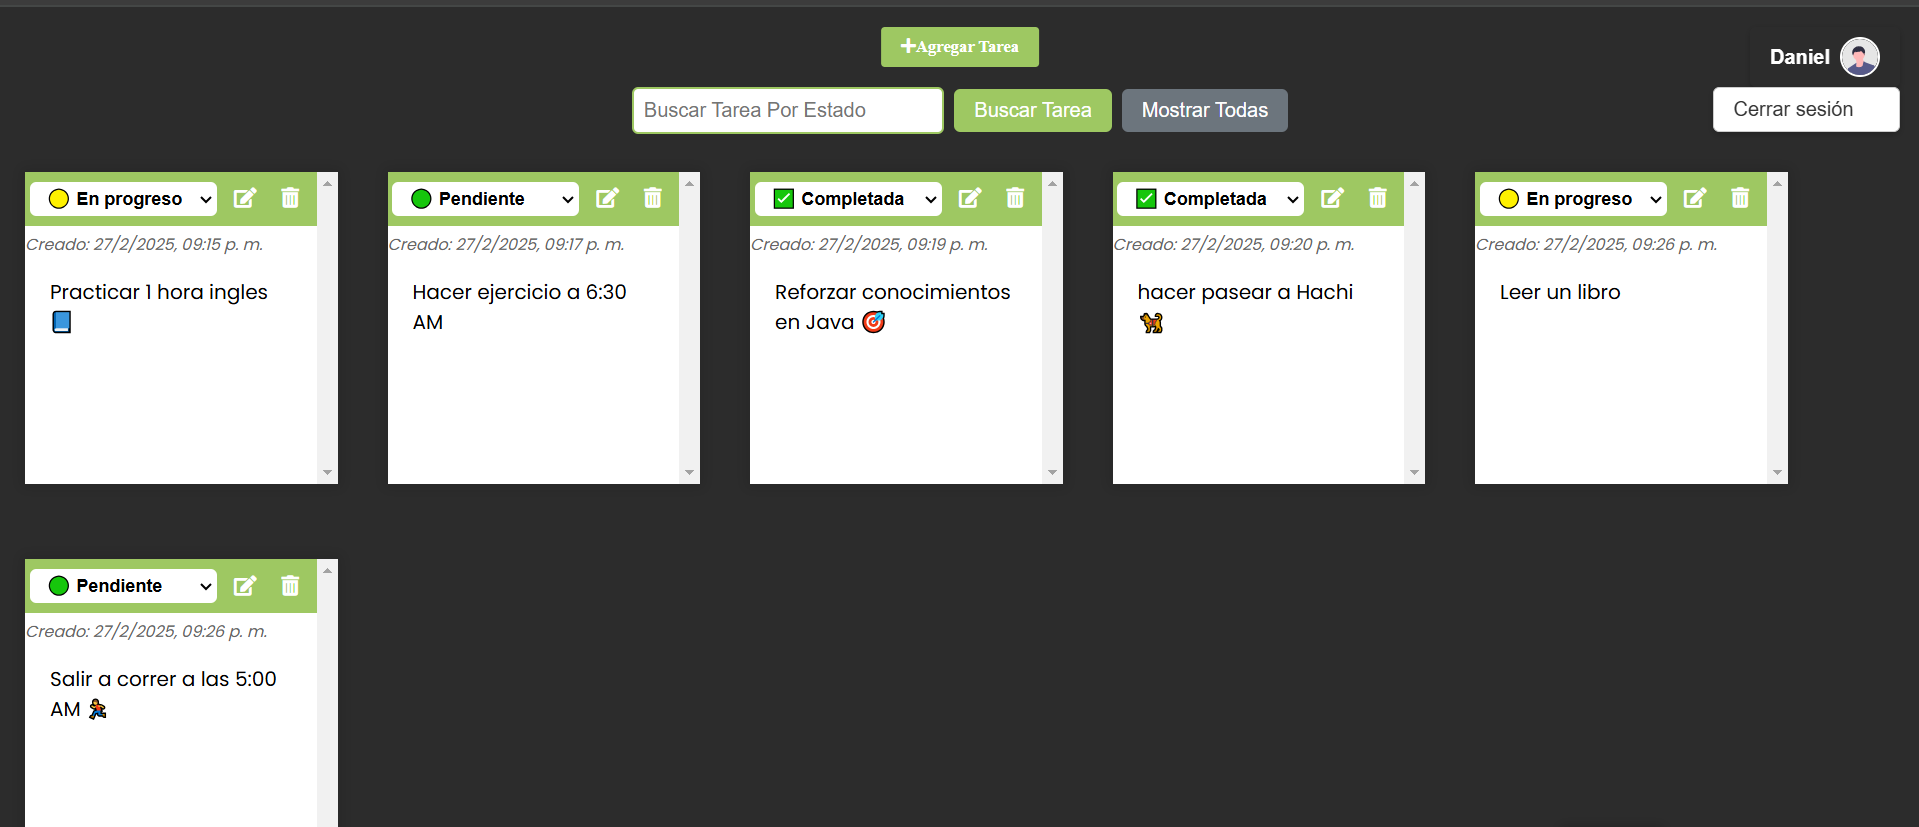 Agregar Tarea
Daniel
Buscar Tarea Por Estado
Buscar Tarea
Mostrar Todas
Cerrar sesión
En progreso
Creado: 27/2/2025, 09:15 p. m.
Practicar 1 hora ingles
📘
Pendiente
Creado: 27/2/2025, 09:17 p. m.
Hacer ejercicio a 6:30
AM
Completada
Creado: 27/2/2025, 09:19 p. m.
Reforzar conocimientos
en Java 🎯
Completada
Creado: 27/2/2025, 09:20 p. m.
hacer pasear a Hachi
🐕
En progreso
Creado: 27/2/2025, 09:26 p. m.
Leer un libro
Pendiente
Creado: 27/2/2025, 09:26 p. m.
Salir a correr a las 5:00
AM 🏃